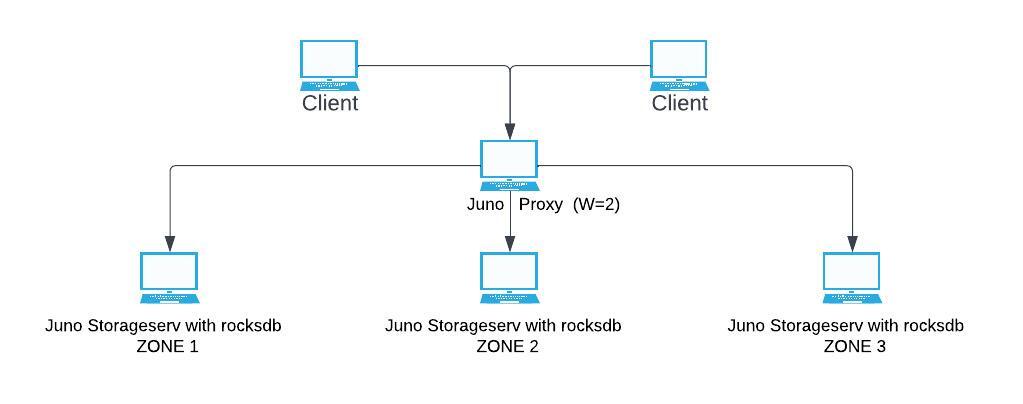 Client
Client
Juno Proxy (W=2)
Juno Storageserv with rocksdb
ZONE 1
Juno Storageserv with rocksdb
ZONE 2
Juno Storageserv with rocksdb
ZONE 3